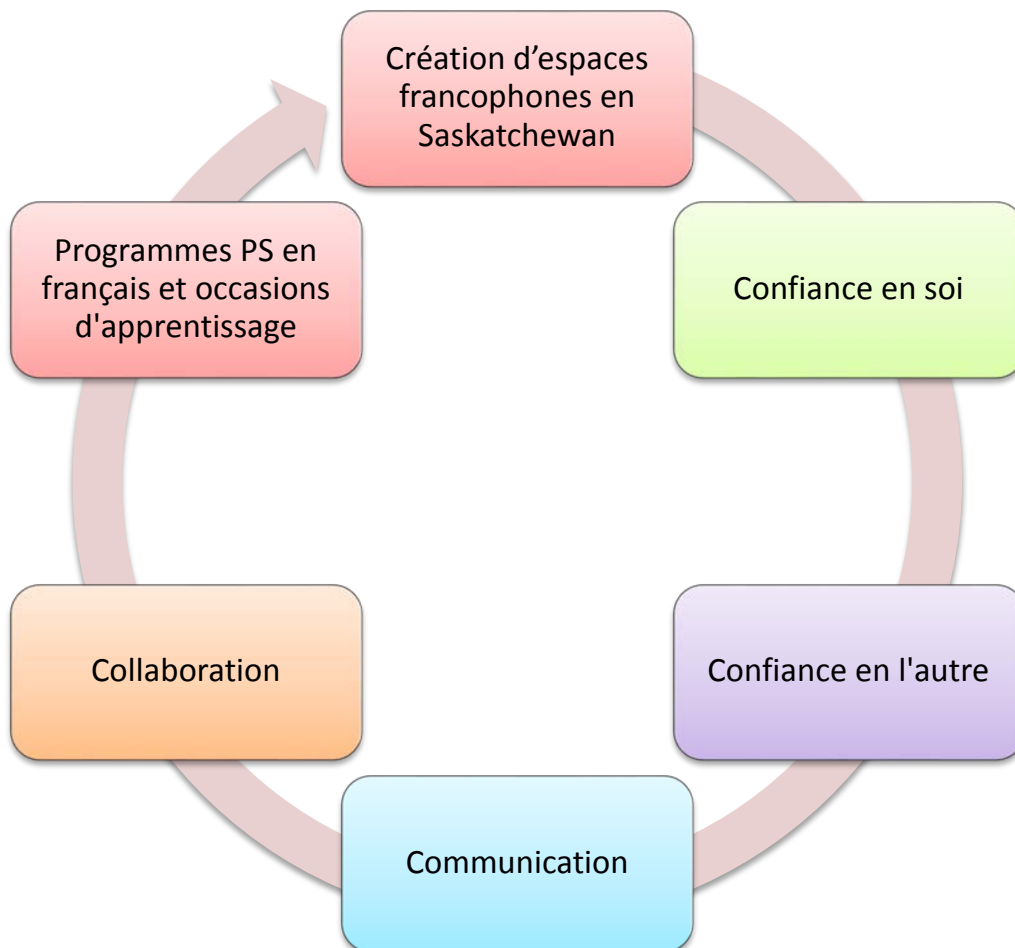 Création d’espaces
francophones en
Saskatchewan
Confiance en soi
Confiance en l'autre
Communication
Collaboration
Programmes PS en
français et occasions
d'apprentissage